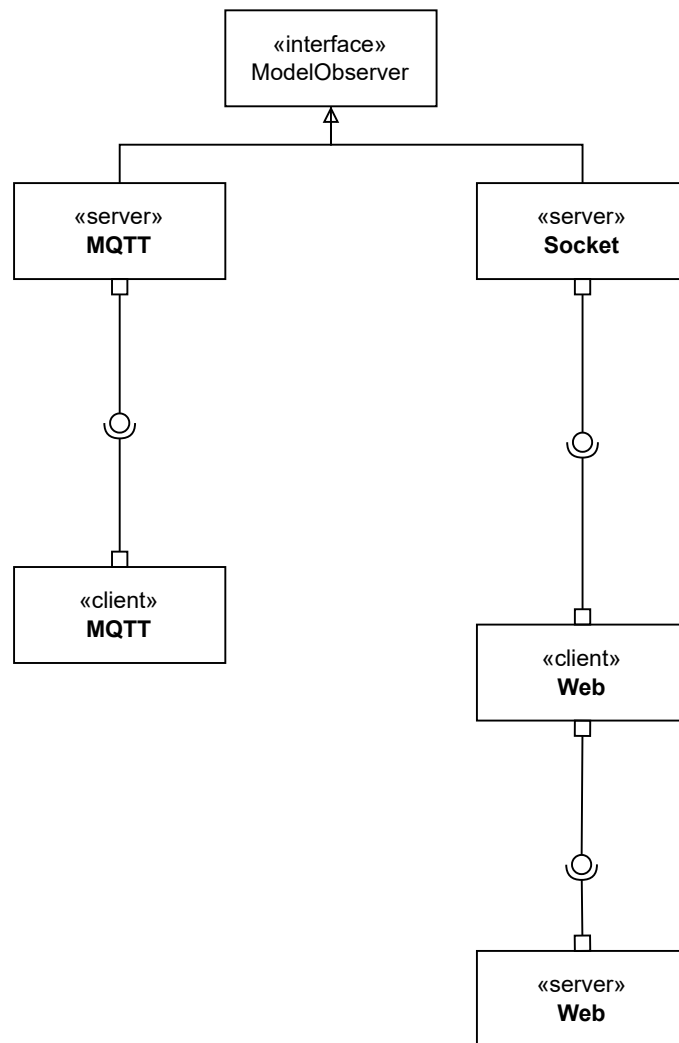 «interface»
ModelObserver
«server»
MQTT
«server»
Socket
«client»
MQTT
«client»
Web
«server»
Web